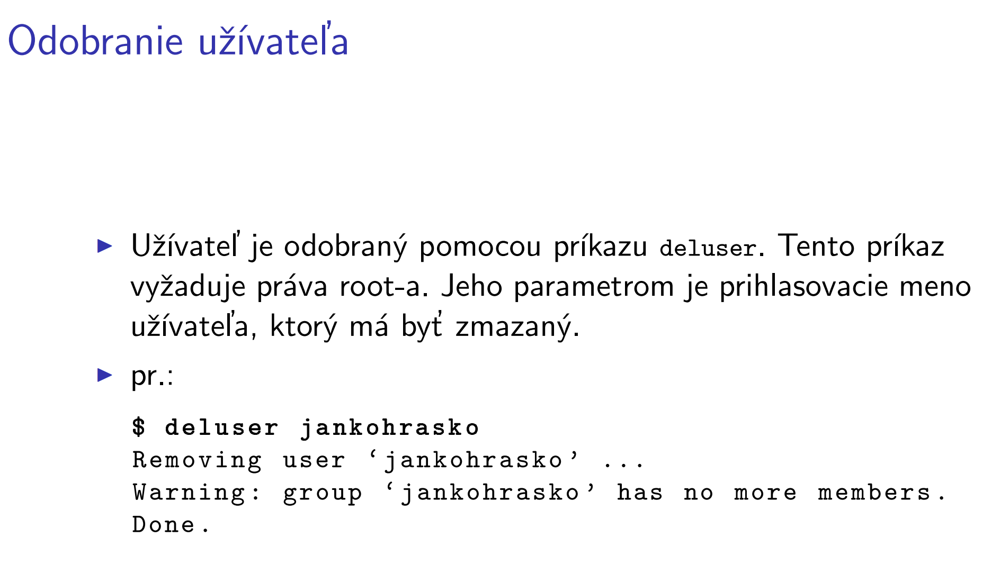 Odobranie užívateľa
▶ Užívateľ je odobraný pomocou príkazu deluser. Tento príkaz
vyžaduje práva root-a. Jeho parametrom je prihlasovacie meno
užívateľa, ktorý má byť zmazaný.
▶ pr.:
$ deluser jankohrasko
Removing user ‘jankohrasko’ ...
Warning: group ‘jankohrasko’ has no more members.
Done.